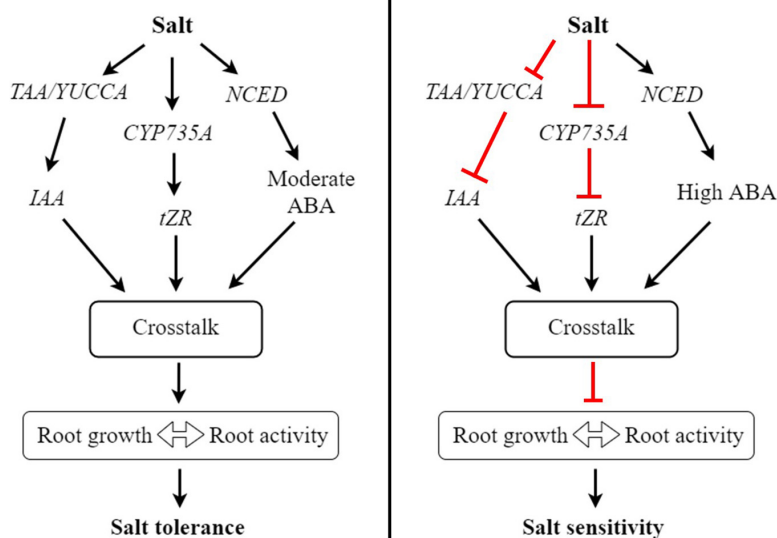 Salt
TAA/YUCCA
NCED
CYP735A
Moderate
ABA
IAA
tZR
Crosstalk
Root growth
Root activity
Salt tolerance
Salt
TAA/YUCCA
NCED
CYP735A
High ABA
IAA
tZR
Crosstalk
Root growth
Root activity
Salt sensitivity